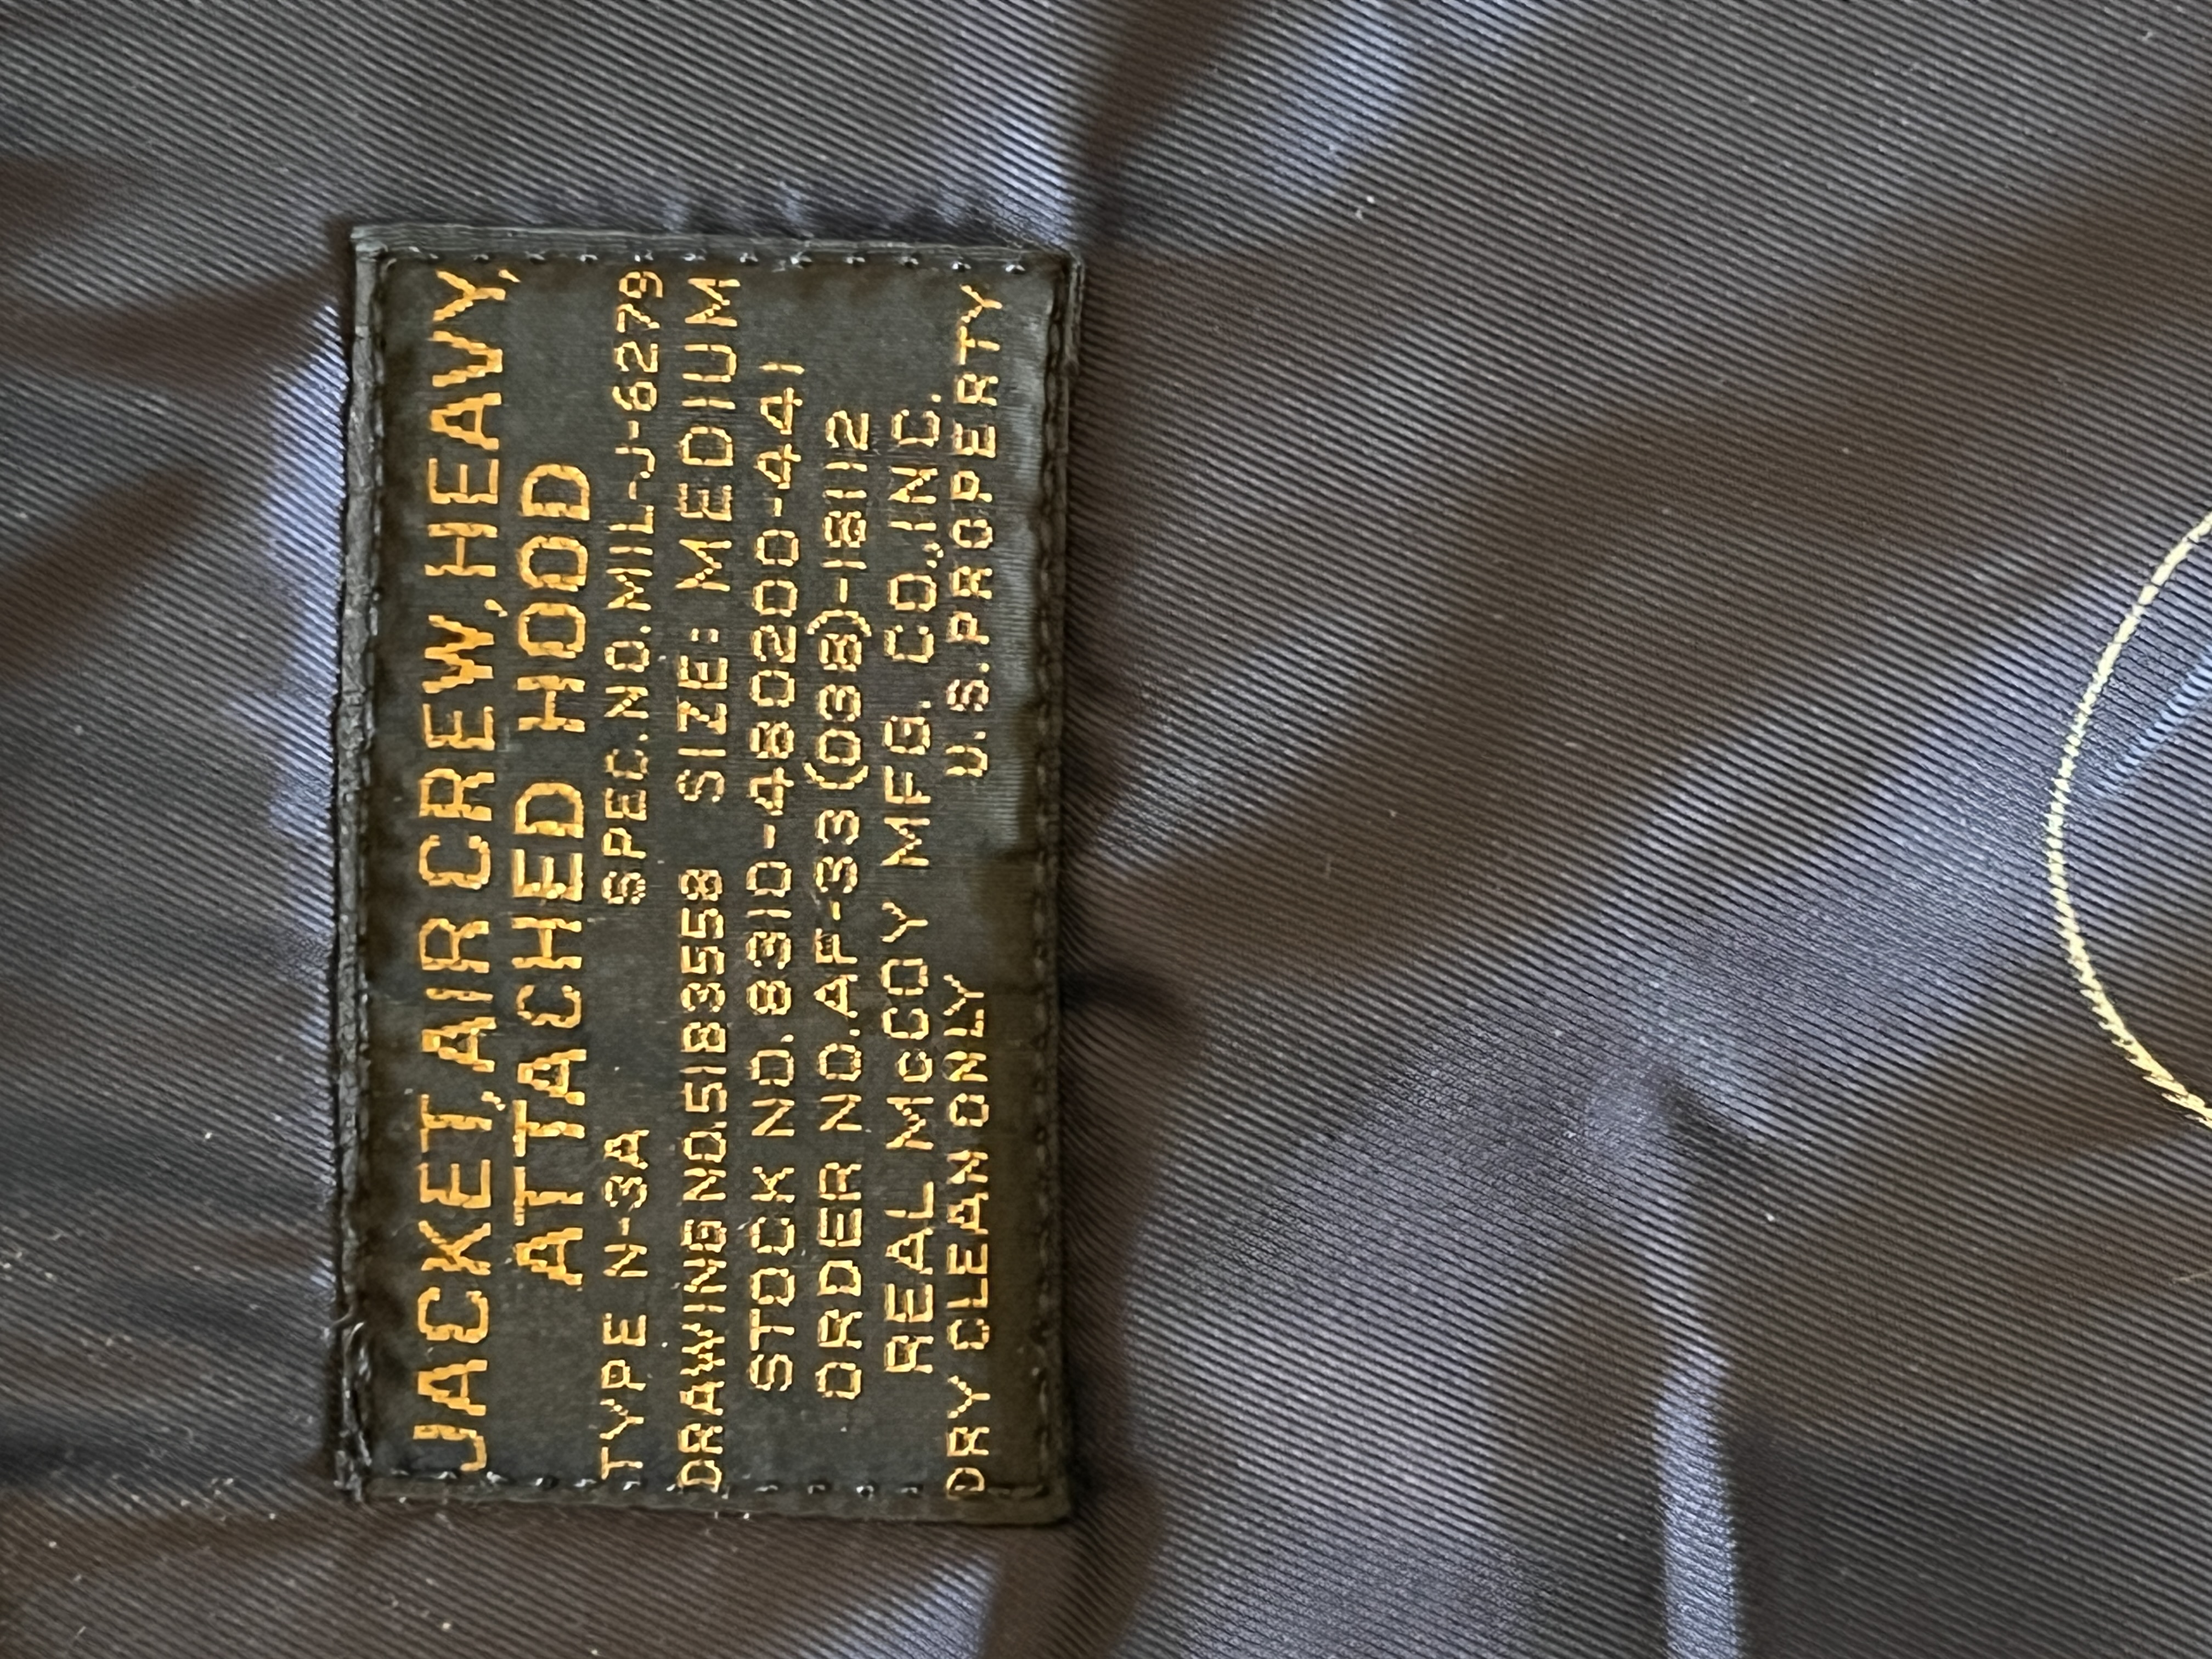 JACKET,AIR CREW,HEAVY,
ATTACHED HOOD
TYPE N-3A SPEC.NO.MIL-J-6279
DRAWING NO.51B3558 SIZE: MEDIUM
STOCK NO. 8310-480200-441
ORDER NO.AF-33(038)-18112
REAL McCOY MFG. CO.,INC.
DRY CLEAN ONLY U.S.PROPERTY